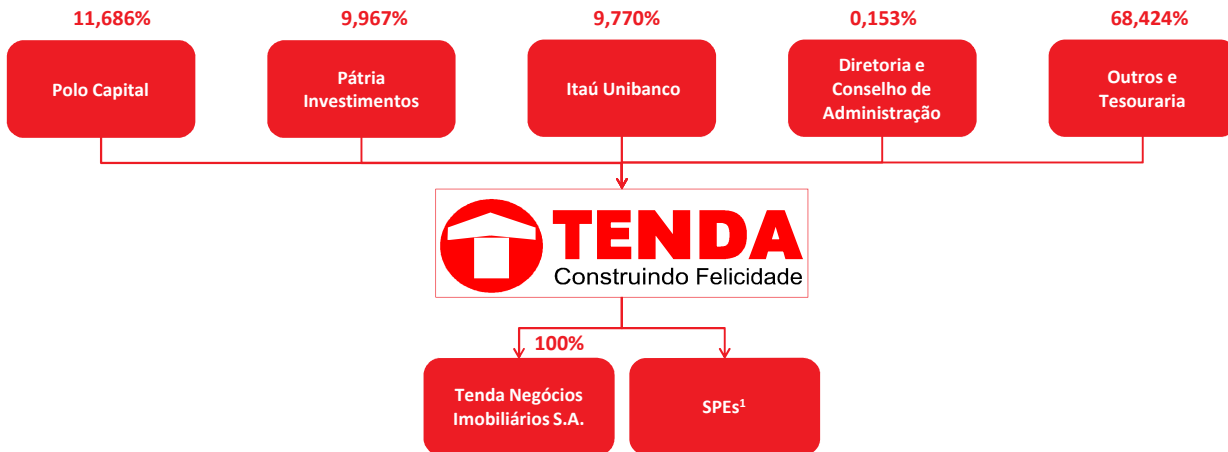 11,686%
9,967%
9,770%
0,153%
68,424%
Polo Capital
Pátria
Investimentos
Itaú Unibanco
Diretoria e
Conselho de
Administração
Outros e
Tesouraria
TENDA
Construindo Felicidade
100%
Tenda Negócios
Imobiliários S.A.
SPEs¹